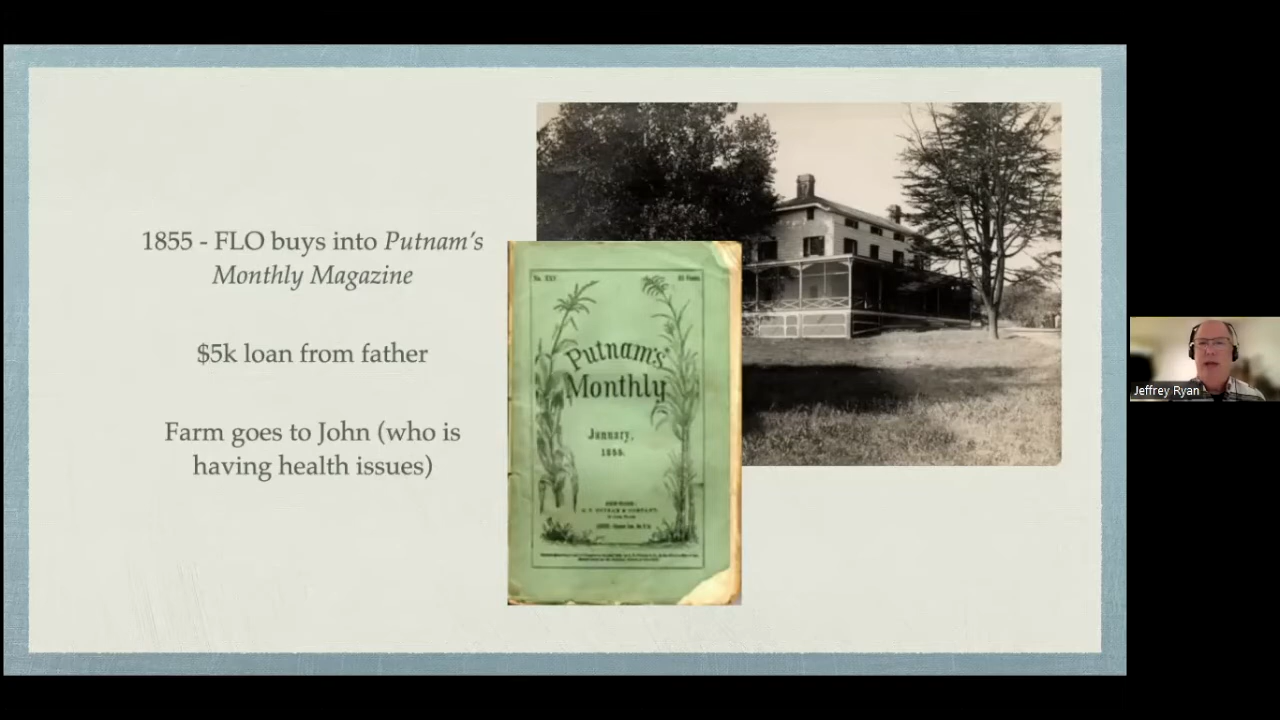 1855 - FLO buys into Putnam's
Monthly Magazine
$5k loan from father
Farm goes to John (who is
having health issues)
Putnam's
Monthly
January,
1855.
Jeffrey Ryan